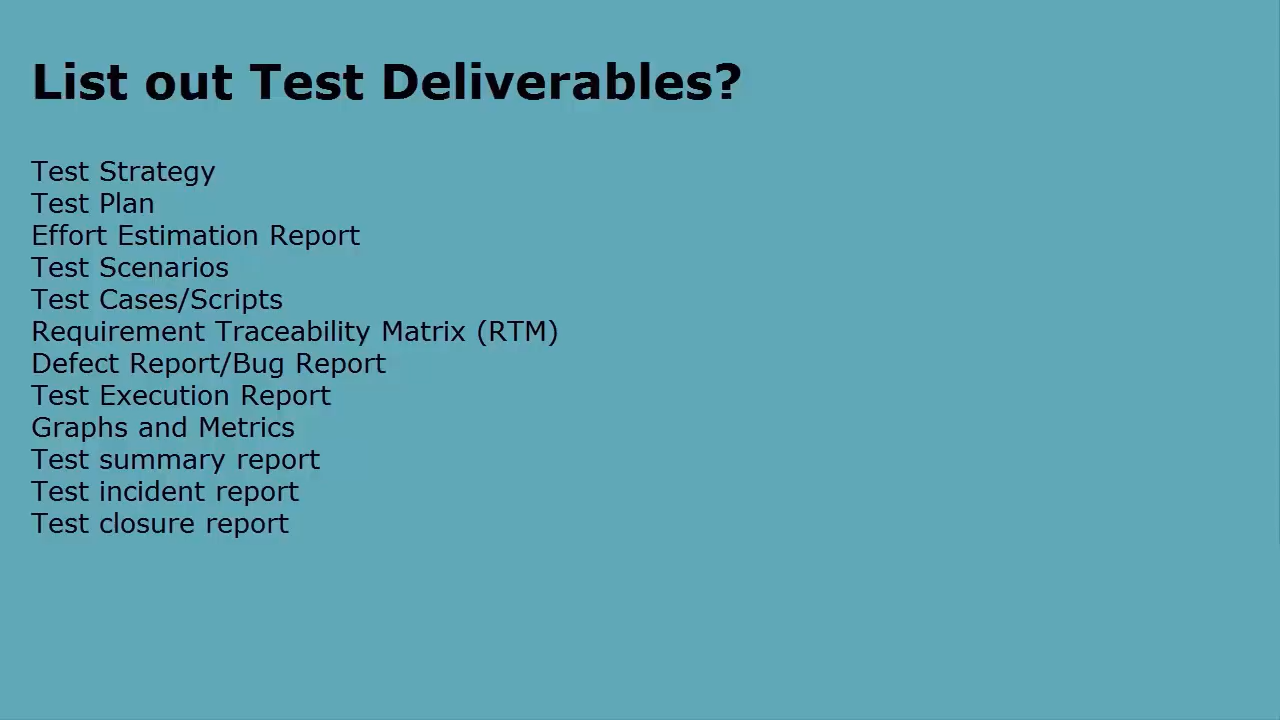 List out Test Deliverables?
Test Strategy
Test Plan
Effort Estimation Report
Test Scenarios
Test Cases/Scripts
Requirement Traceability Matrix (RTM)
Defect Report/Bug Report
Test Execution Report
Graphs and Metrics
Test summary report
Test incident report
Test closure report